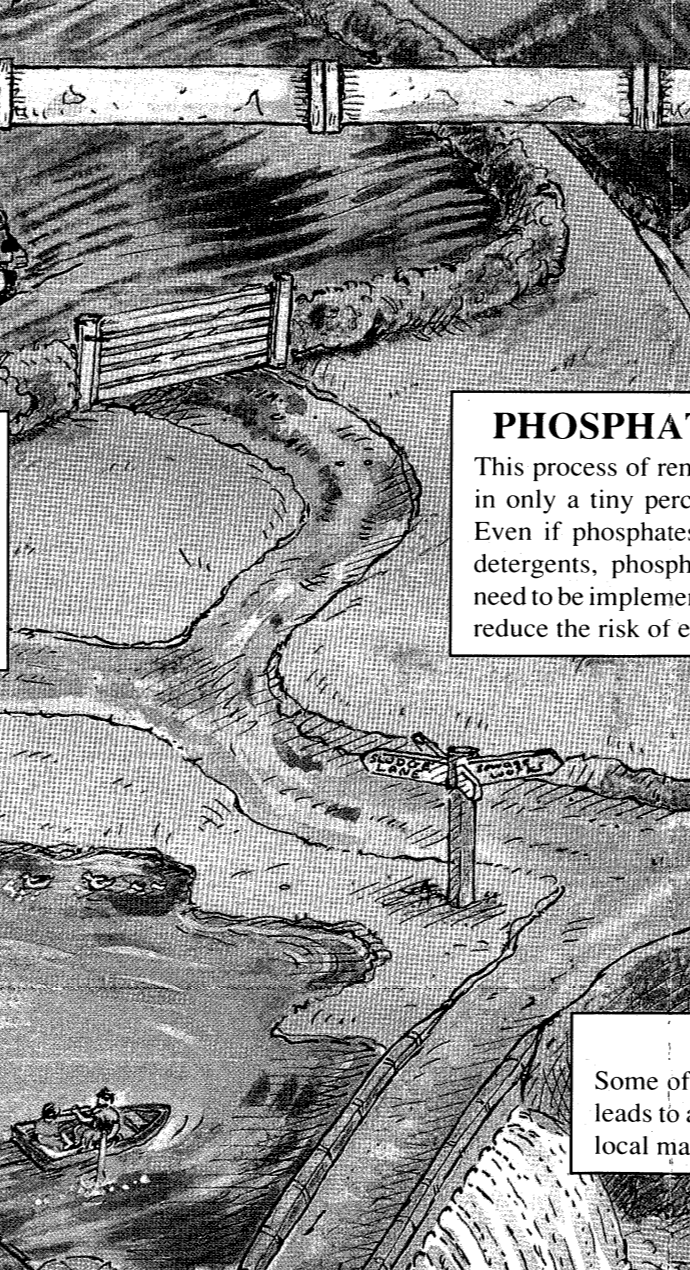 PHOSPHAT
This process of ren
in only a tiny perc
Even if phosphates
detergents, phosph
need to be implemen
reduce the risk of e
SLUDGE
LANE
SEWAGE
WORKS
Some of
leads to a
local ma